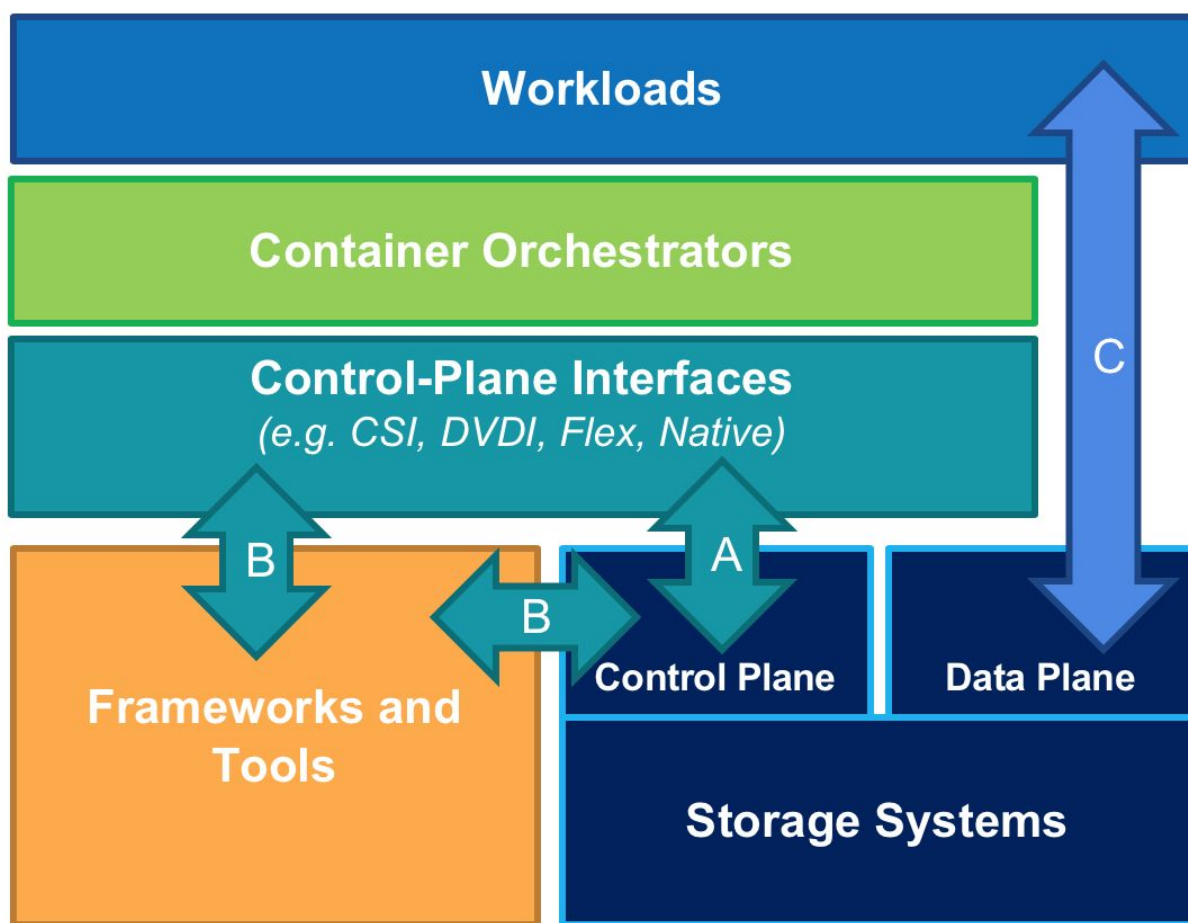 Workloads
Container Orchestrators
Control-Plane Interfaces
(e.g. CSI, DVDI, Flex, Native)
C
B
A
B
Control Plane
Data Plane
Frameworks and
Tools
Storage Systems